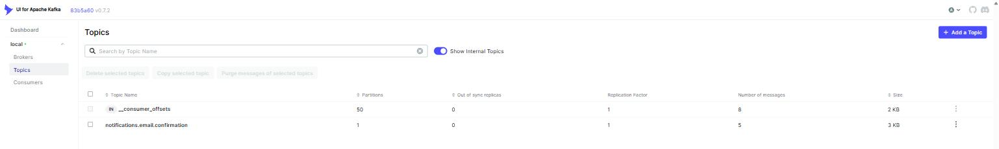 UI for Apache Kafka 83b5a60 v0.7.2 A
Dashboard
local
Brokers
Topics
Consumers
Topics
+ Add a Topic
Search by Topic Name
Show Internal Topics
Delete selected topics Copy selected topic Purge messages of selected topics
Topic Name Partitions Out of sync replicas Replication Factor Number of messages Size
IN __consumer_offsets 50 0 1 8 2 KB
notifications.email.confirmation 1 0 1 5 3 KB